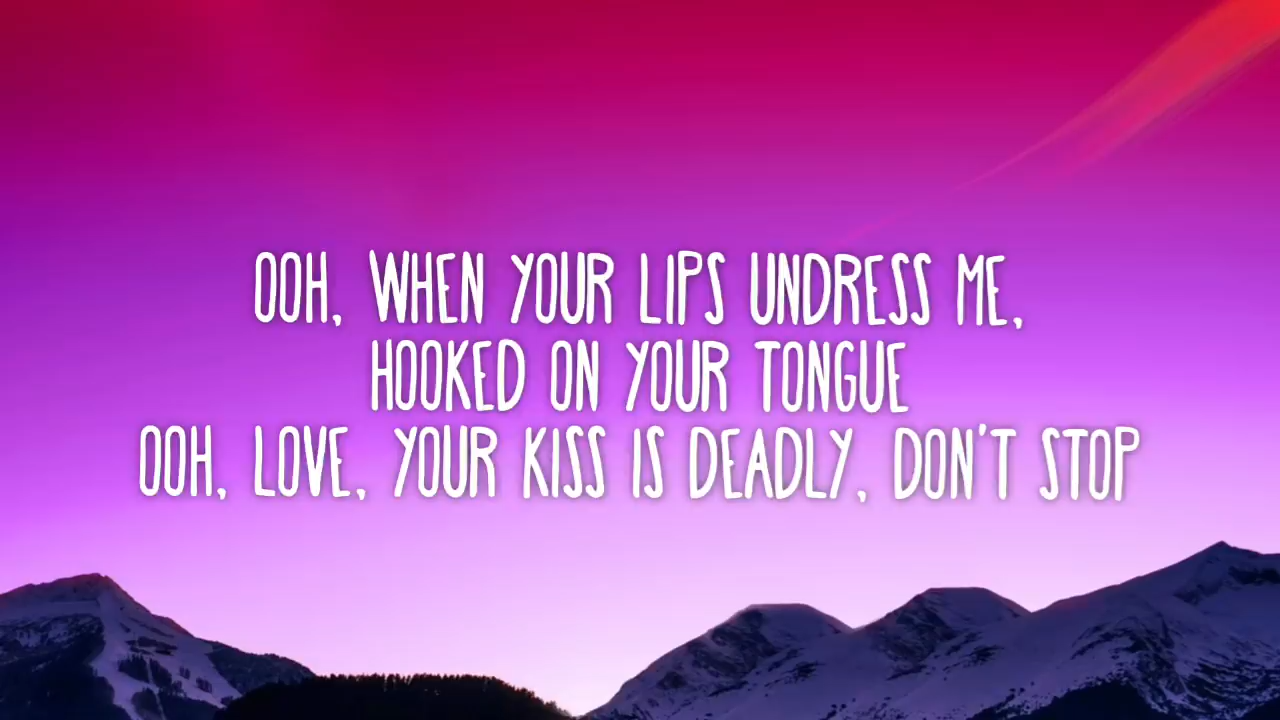 OOH, WHEN YOUR LIPS UNDRESS ME,
HOOKED ON YOUR TONGUE
OOH, LOVE, YOUR KISS IS DEADLY, DON'T STOP